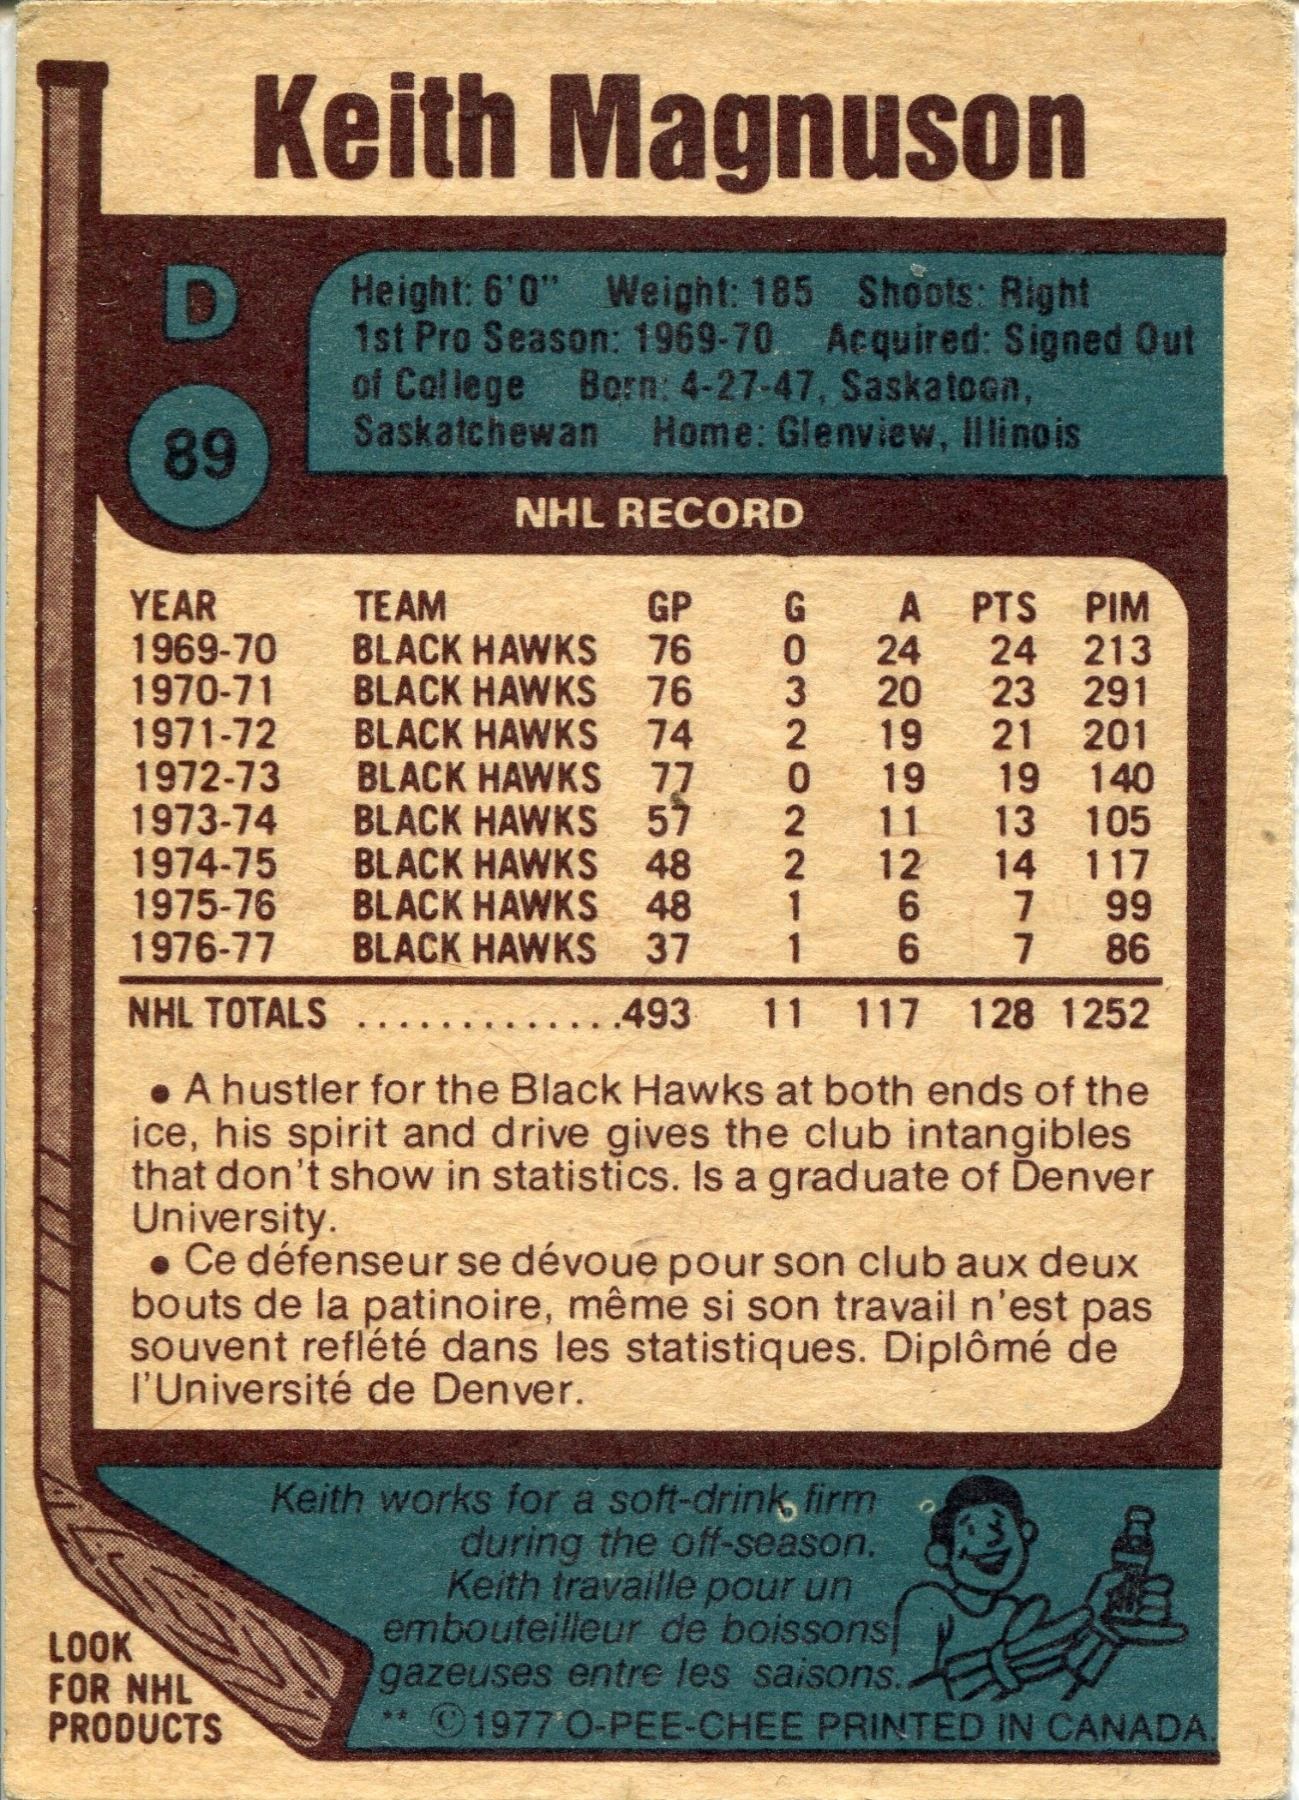 Keith Magnuson
D
89
Height: 6'0" Weight: 185 Shoots: Right
1st Pro Season: 1969-70 Acquired: Signed Out
of College Born: 4-27-47, Saskatoon,
Saskatchewan Home: Glenview, Illinois
NHL RECORD
YEAR TEAM GP G A PTS PIM
1969-70 BLACK HAWKS 76 0 24 24 213
1970-71 BLACK HAWKS 76 3 20 23 291
1971-72 BLACK HAWKS 74 2 19 21 201
1972-73 BLACK HAWKS 77 0 19 19 140
1973-74 BLACK HAWKS 57 2 11 13 105
1974-75 BLACK HAWKS 48 2 12 14 117
1975-76 BLACK HAWKS 48 1 6 7 99
1976-77 BLACK HAWKS 37 1 6 7 86
NHL TOTALS .............493 11 117 128 1252
• A hustler for the Black Hawks at both ends of the
ice, his spirit and drive gives the club intangibles
that don't show in statistics. Is a graduate of Denver
University.
• Ce défenseur se dévoue pour son club aux deux
bouts de la patinoire, même si son travail n'est pas
souvent reflété dans les statistiques. Diplômé de
l'Université de Denver.
Keith works for a soft-drink firm
during the off-season.
Keith travaille pour un
embouteilleur de boissons
gazeuses entre les saisons.
** ©1977 O-PEE-CHEE PRINTED IN CANADA.
LOOK
FOR NHL
PRODUCTS